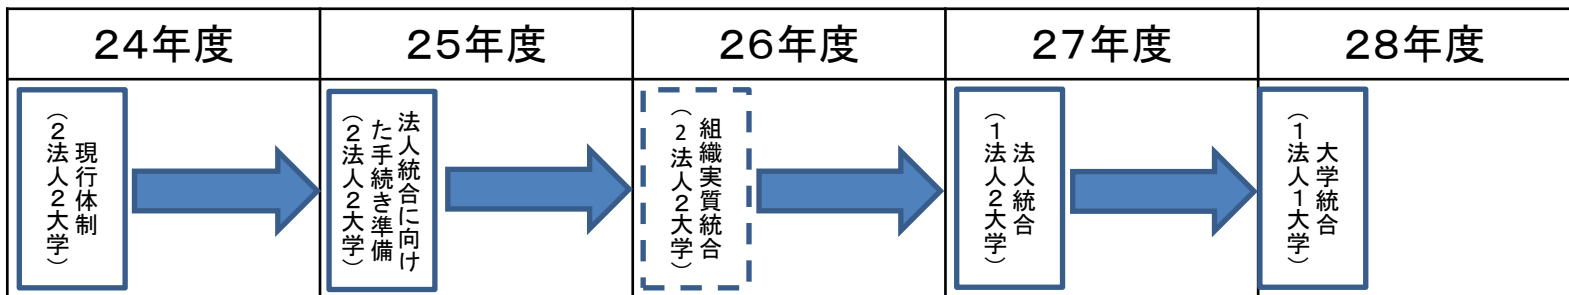 24年度
25年度
26年度
27年度
28年度
現行体制
（2法人2大学）
法人統合に向け
た手続き準備
（2法人2大学）
組織実質統合
（2法人2大学）
法人統合
（1法人2大学）
大学統合
（1法人1大学）